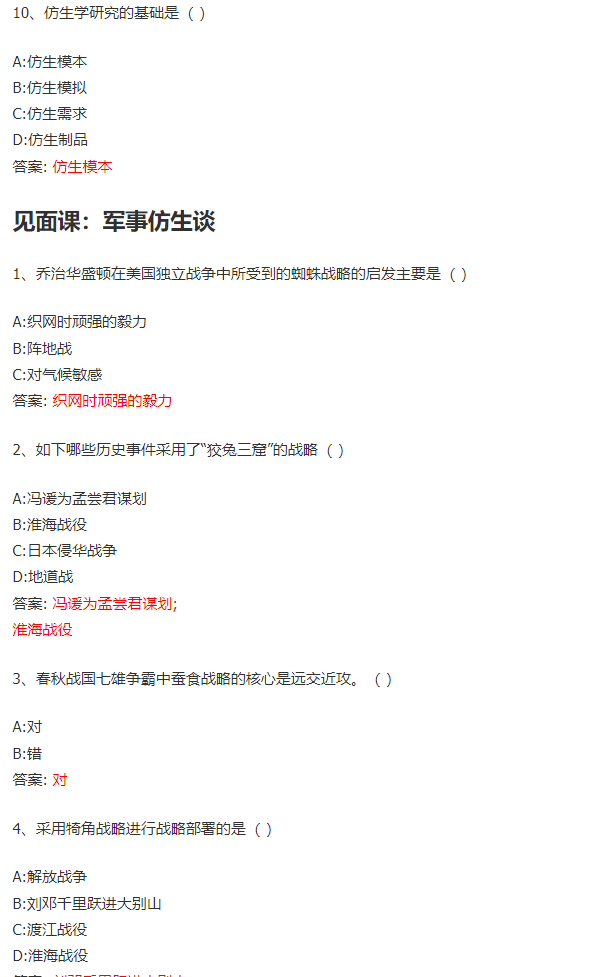 10、仿生学研究的基础是（ ）
A:仿生模本
B:仿生模拟
C:仿生需求
D:仿生制品
答案: 仿生模本
见面课：军事仿生谈
1、乔治华盛顿在美国独立战争中所受到的蜘蛛战略的启发主要是（ ）
A:织网时顽强的毅力
B:阵地战
C:对气候敏感
答案: 织网时顽强的毅力
2、如下哪些历史事件采用了“狡兔三窟”的战略（ ）
A:冯谖为孟尝君谋划
B:淮海战役
C:日本侵华战争
D:地道战
答案: 冯谖为孟尝君谋划;
淮海战役
3、春秋战国七雄争霸中蚕食战略的核心是远交近攻。（ ）
A:对
B:错
答案: 对
4、采用犄角战略进行战略部署的是（ ）
A:解放战争
B:刘邓千里跃进大别山
C:渡江战役
D:淮海战役